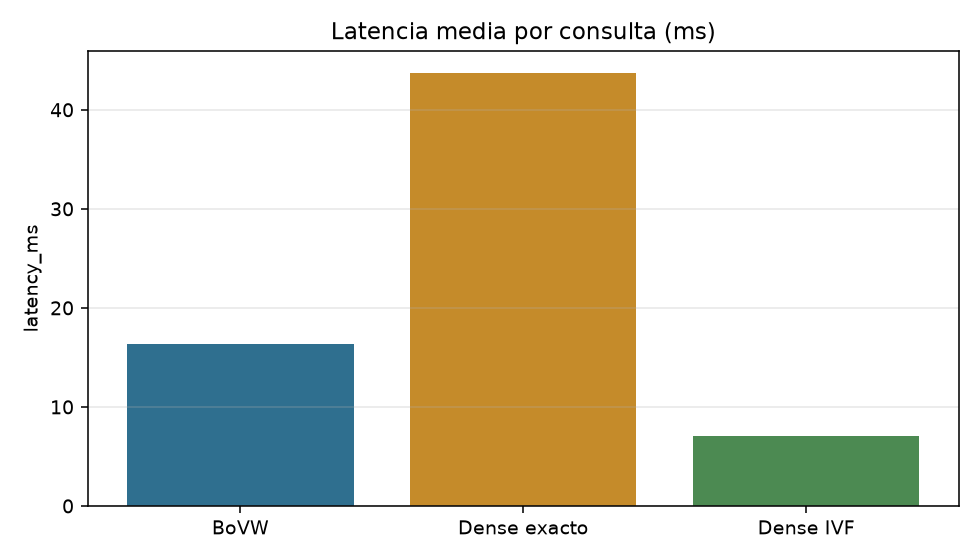 Latencia media por consulta (ms)
latency_ms
40
30
20
10
0
BoVW
Dense exacto
Dense IVF